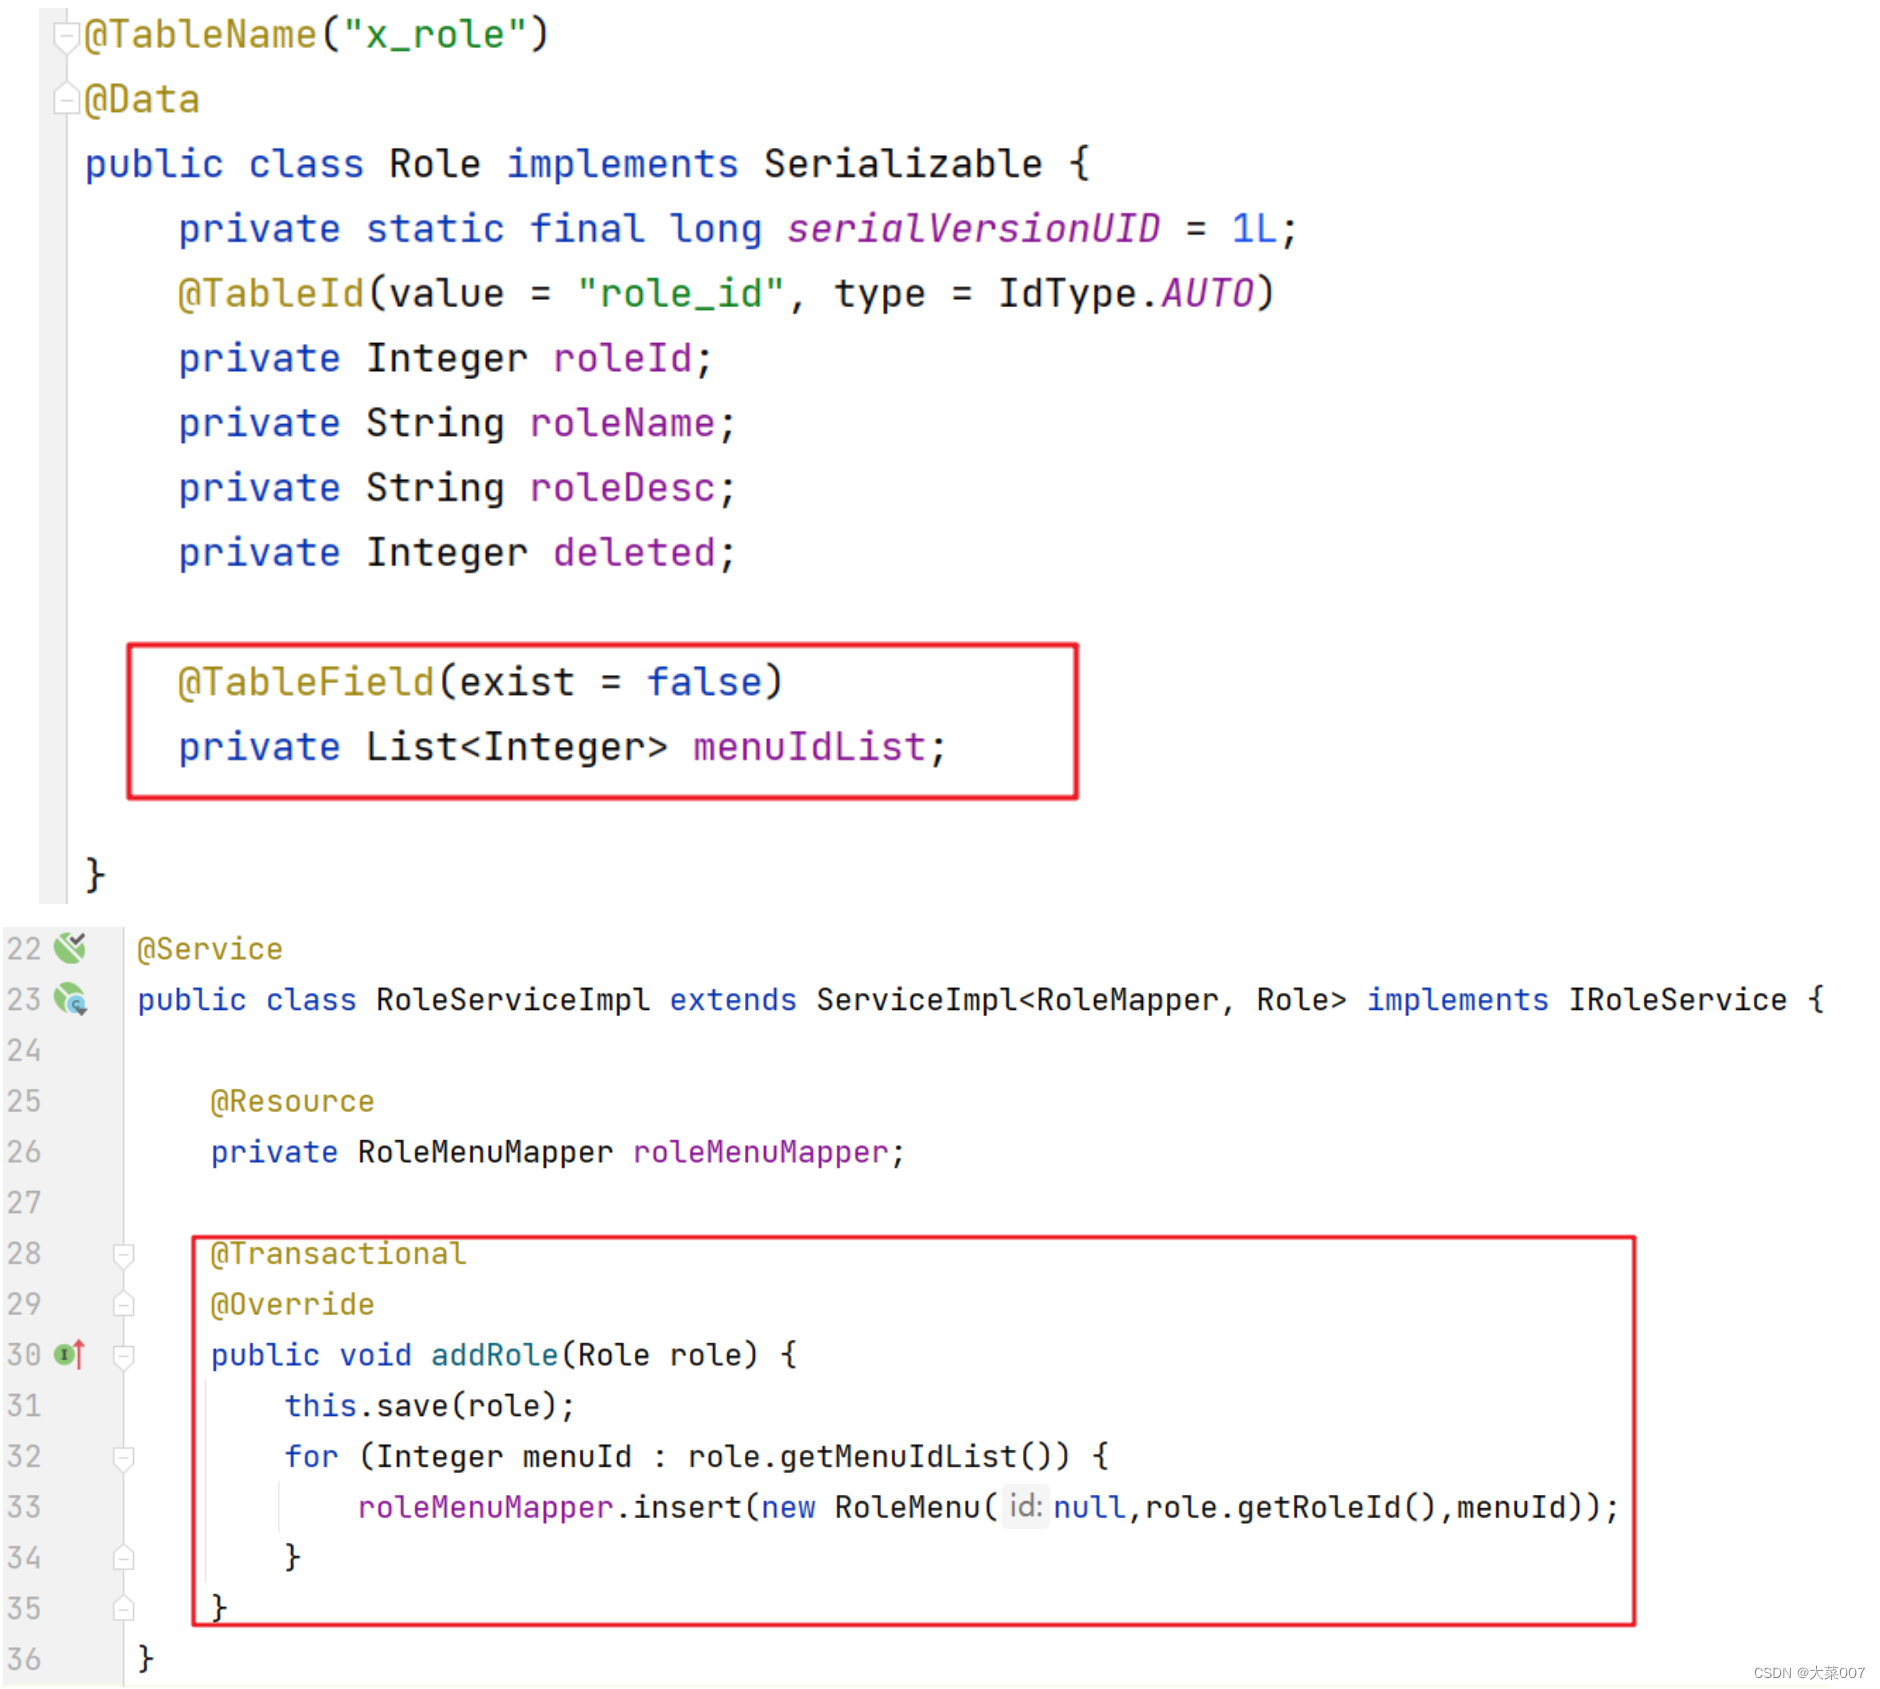 @TableName("x_role")
@Data
public class Role implements Serializable {
private static final long serialVersionUID = 1L;
@TableId(value = "role_id", type = IdType.AUTO)
private Integer roleId;
private String roleName;
private String roleDesc;
private Integer deleted;
@TableField(exist = false)
private List<Integer> menuIdList;
}
22 @Service
23 public class RoleServiceImpl extends ServiceImpl<RoleMapper, Role> implements IRoleService {
24
25 @Resource
26 private RoleMenuMapper roleMenuMapper;
27
28 @Transactional
29 @Override
30 public void addRole(Role role) {
31 this.save(role);
32 for (Integer menuId : role.getMenuIdList()) {
33 roleMenuMapper.insert(new RoleMenu( id: null,role.getRoleId(),menuId));
34 }
35 }
36 }
CSDN @大菜007